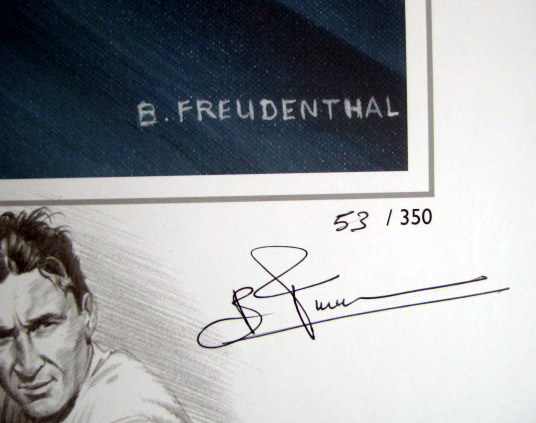 B. FREUDENTHAL
53 / 350